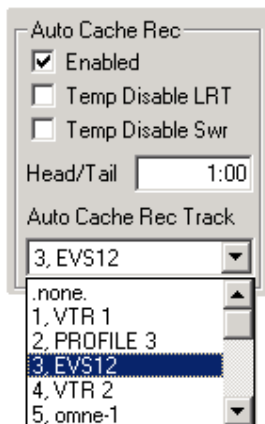 Auto Cache Rec
Enabled
Temp Disable LRT
Temp Disable Swr
Head/Tail 1:00
Auto Cache Rec Track
3, EVS12
.none.
1, VTR 1
2, PROFILE 3
3, EVS12
4, VTR 2
5, omne-1